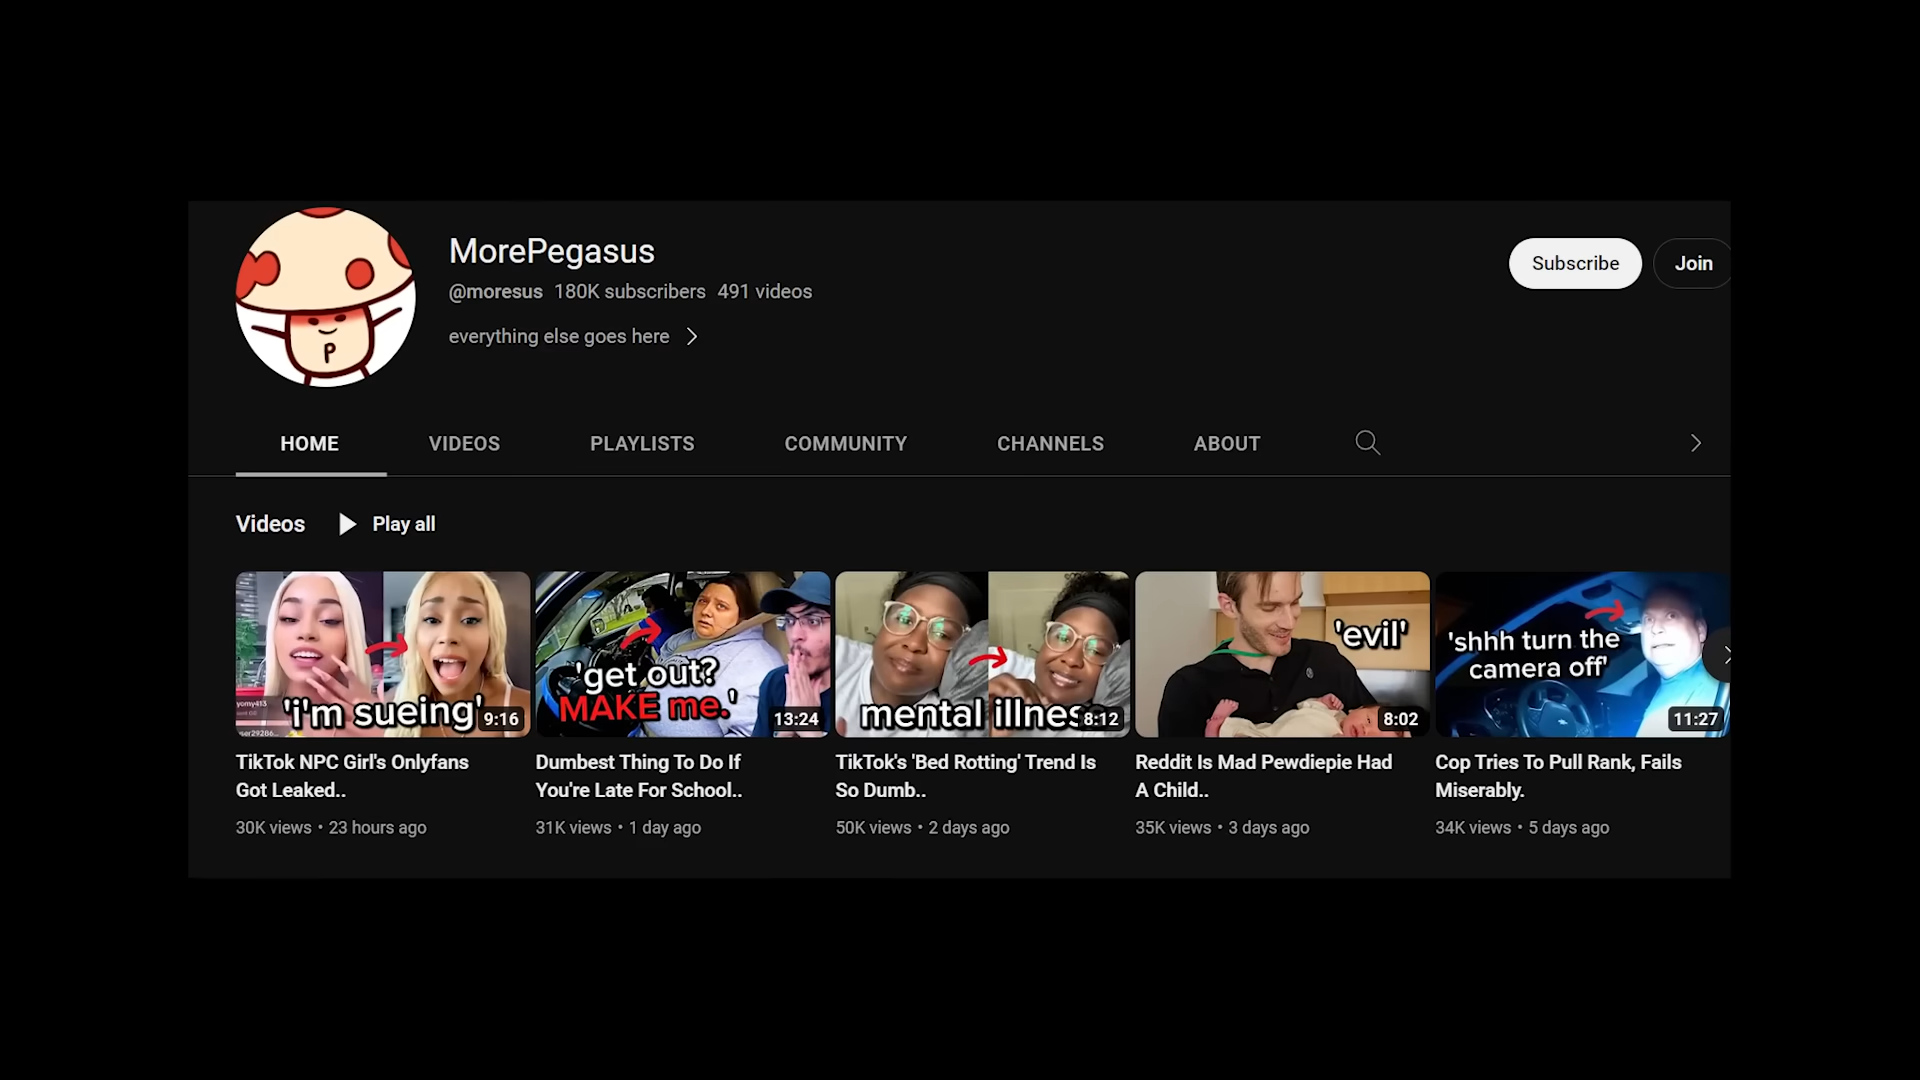 MorePegasus
@moresus 180K subscribers 491 videos
everything else goes here
Subscribe
Join
P
HOME
VIDEOS
PLAYLISTS
COMMUNITY
CHANNELS
ABOUT
Videos
Play all
'i'm sueing'
9:16
TikTok NPC Girl's Onlyfans
Got Leaked..
30K views • 23 hours ago
'get out?
MAKE me.'
13:24
Dumbest Thing To Do If
You're Late For School..
31K views • 1 day ago
mental illnes
8:12
TikTok's 'Bed Rotting' Trend Is
So Dumb..
50K views • 2 days ago
'evil'
8:02
Reddit Is Mad Pewdiepie Had
A Child..
35K views • 3 days ago
'shhh turn the
camera off'
11:27
Cop Tries To Pull Rank, Fails
Miserably.
34K views • 5 days ago